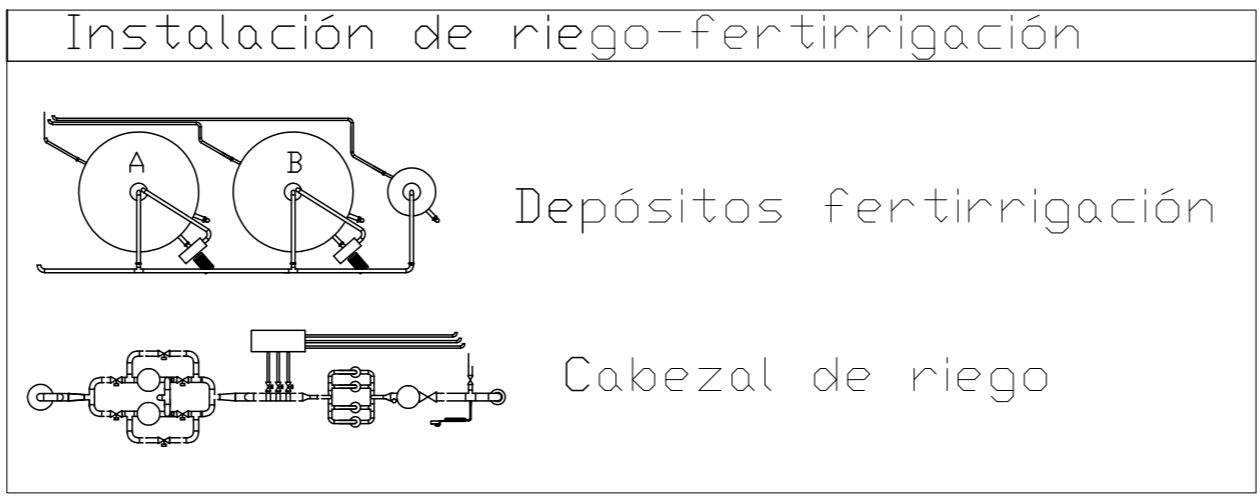 Instalación de riego-fertirrigación
A
B
Depósitos fertirrigación
Cabezal de riego